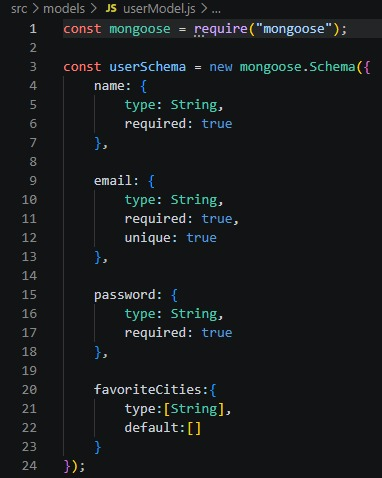 src > models > JS userModel.js > ...
1 const mongoose = require("mongoose");
2
3 const userSchema = new mongoose.Schema({
4     name: {
5         type: String,
6         required: true
7     },
8
9     email: {
10         type: String,
11         required: true,
12         unique: true
13     },
14
15     password: {
16         type: String,
17         required: true
18     },
19
20     favoriteCities:{
21         type:[String],
22         default:[]
23     }
24 });